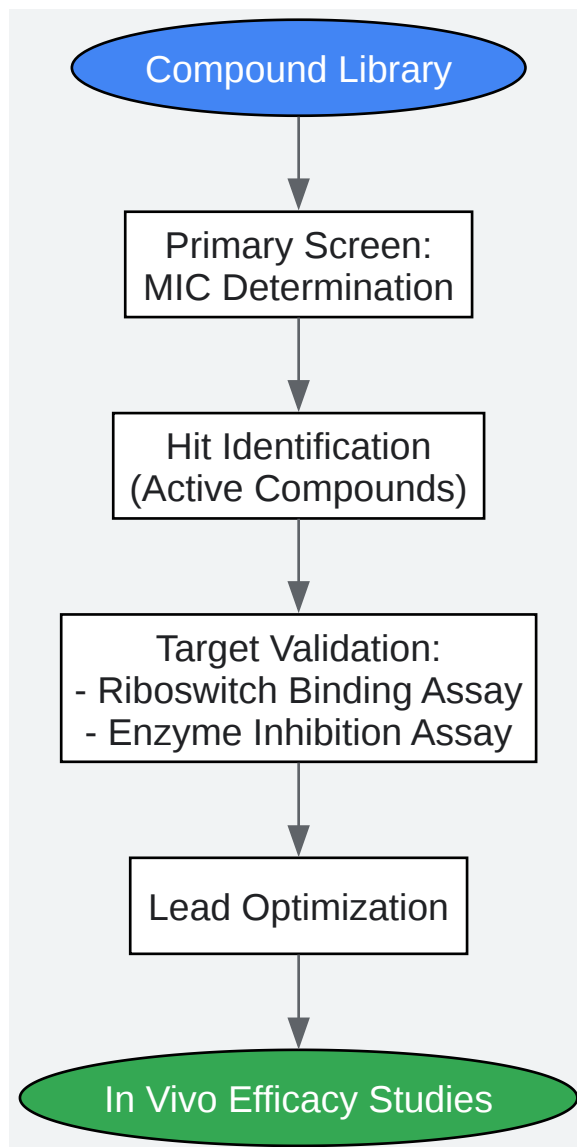 Compound Library
Primary Screen:
MIC Determination
Hit Identification
(Active Compounds)
Target Validation:
- Riboswitch Binding Assay
- Enzyme Inhibition Assay
Lead Optimization
In Vivo Efficacy Studies